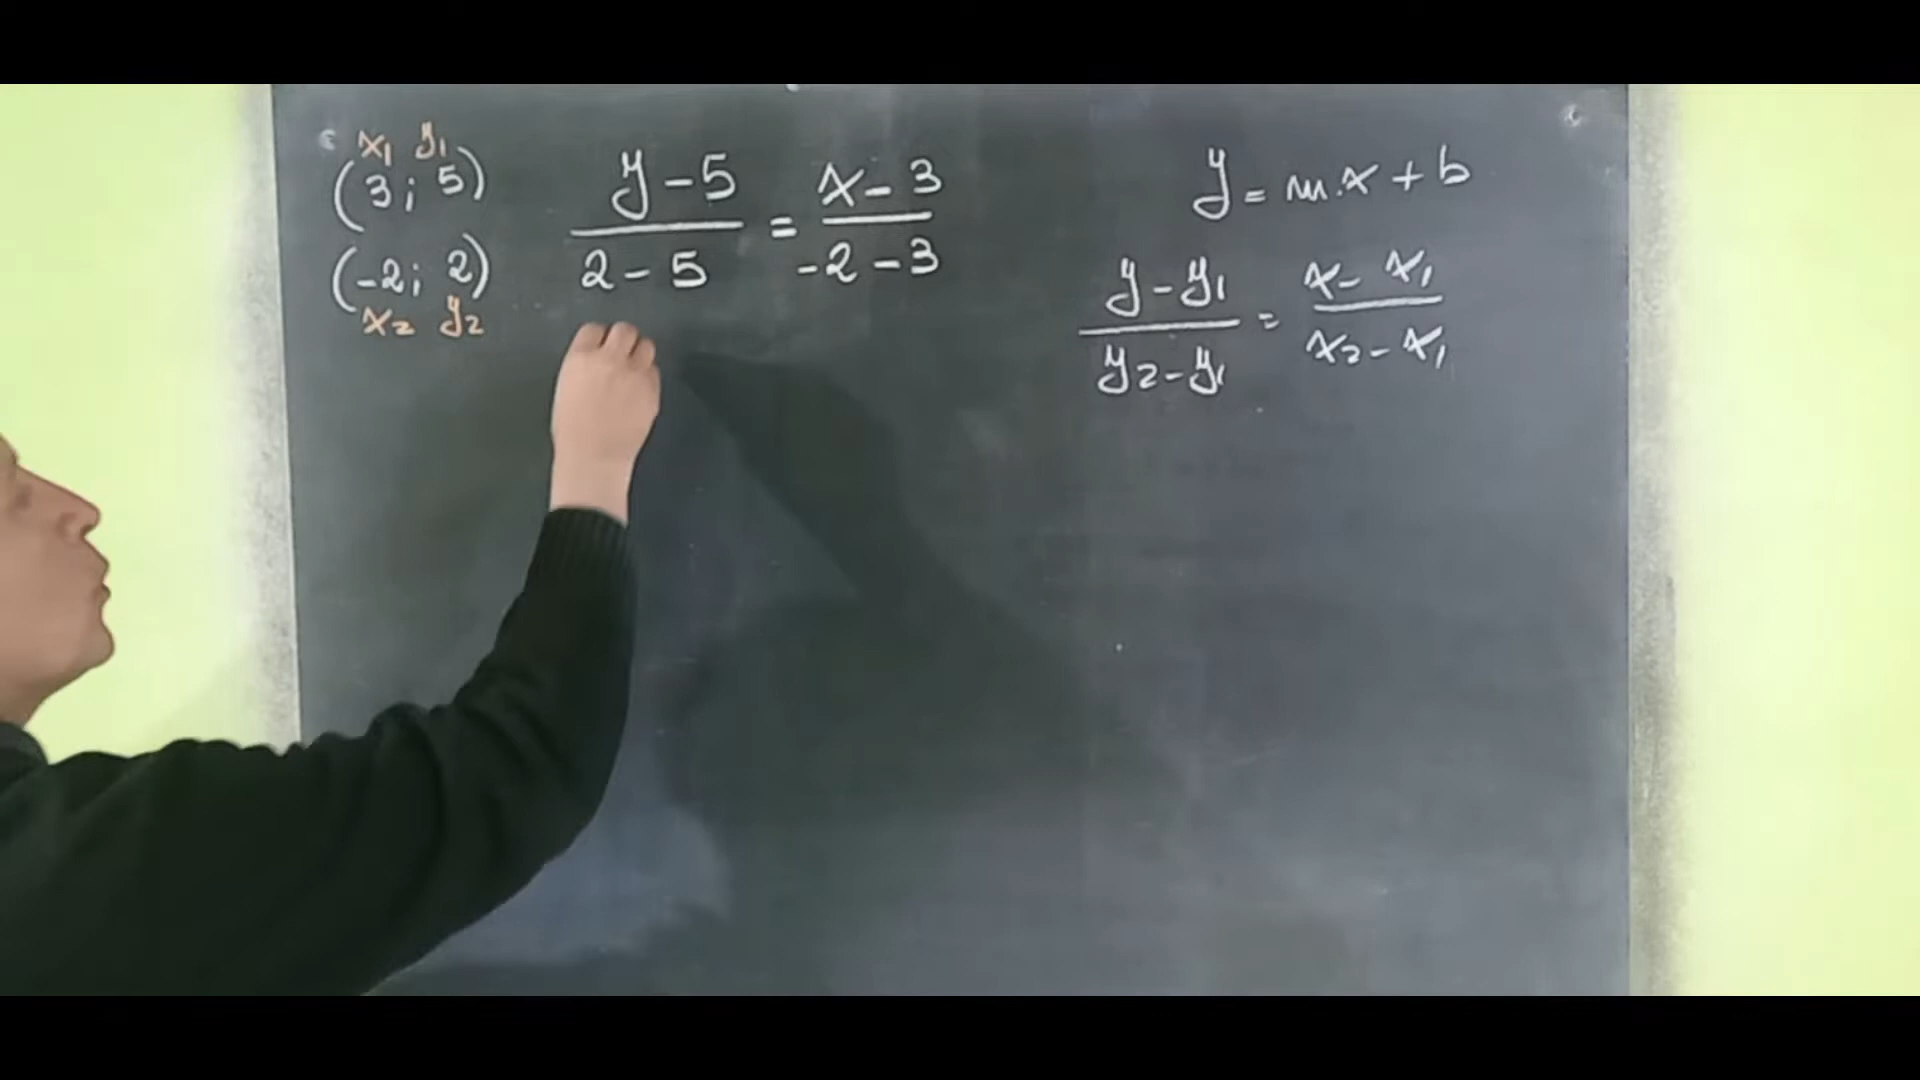 x₁ y₁
(3; 5)
(-2; 2)
x₂ y₂
y-5 = x-3
2-5 -2-3
y = m.x + b
y-y₁ = x-x₁
y₂-y₁ x₂-x₁